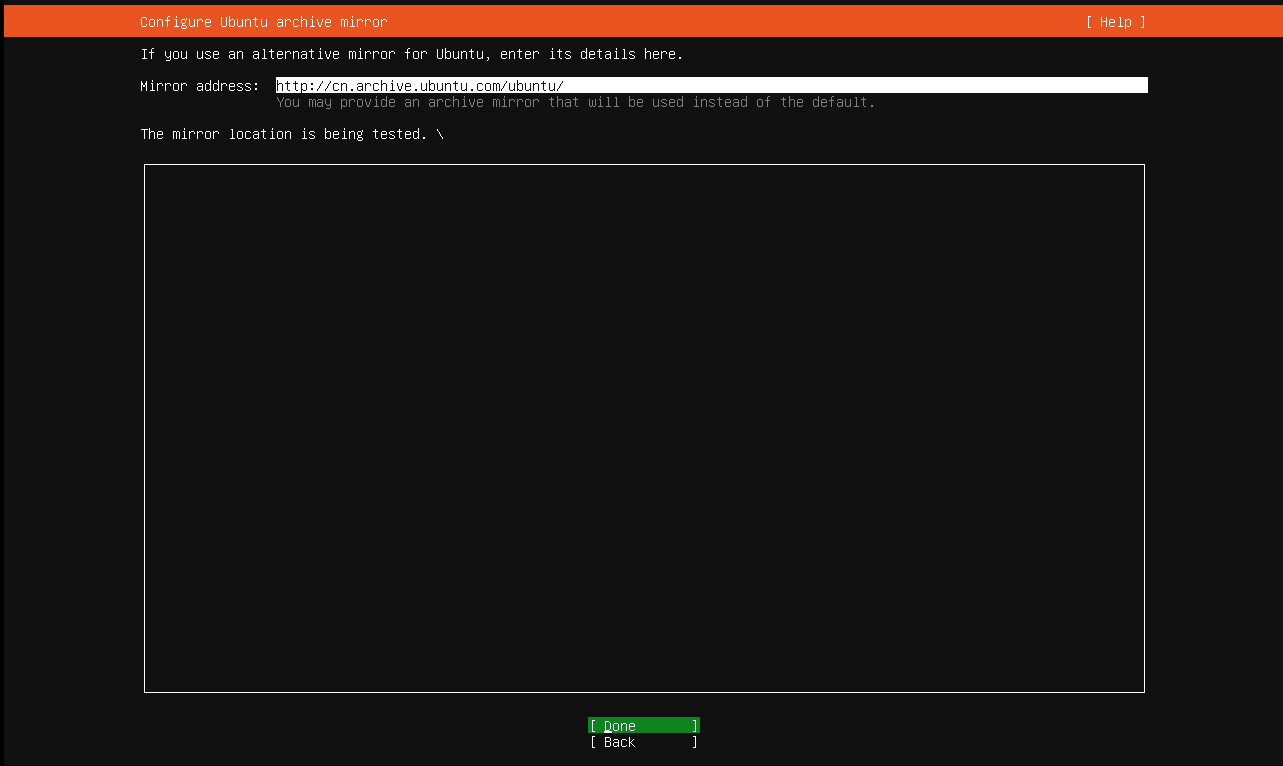 Configure Ubuntu archive mirror [ Help ]
If you use an alternative mirror for Ubuntu, enter its details here.
Mirror address: http://cn.archive.ubuntu.com/ubuntu/
You may provide an archive mirror that will be used instead of the default.
The mirror location is being tested. \
[ Done ]
[ Back ]